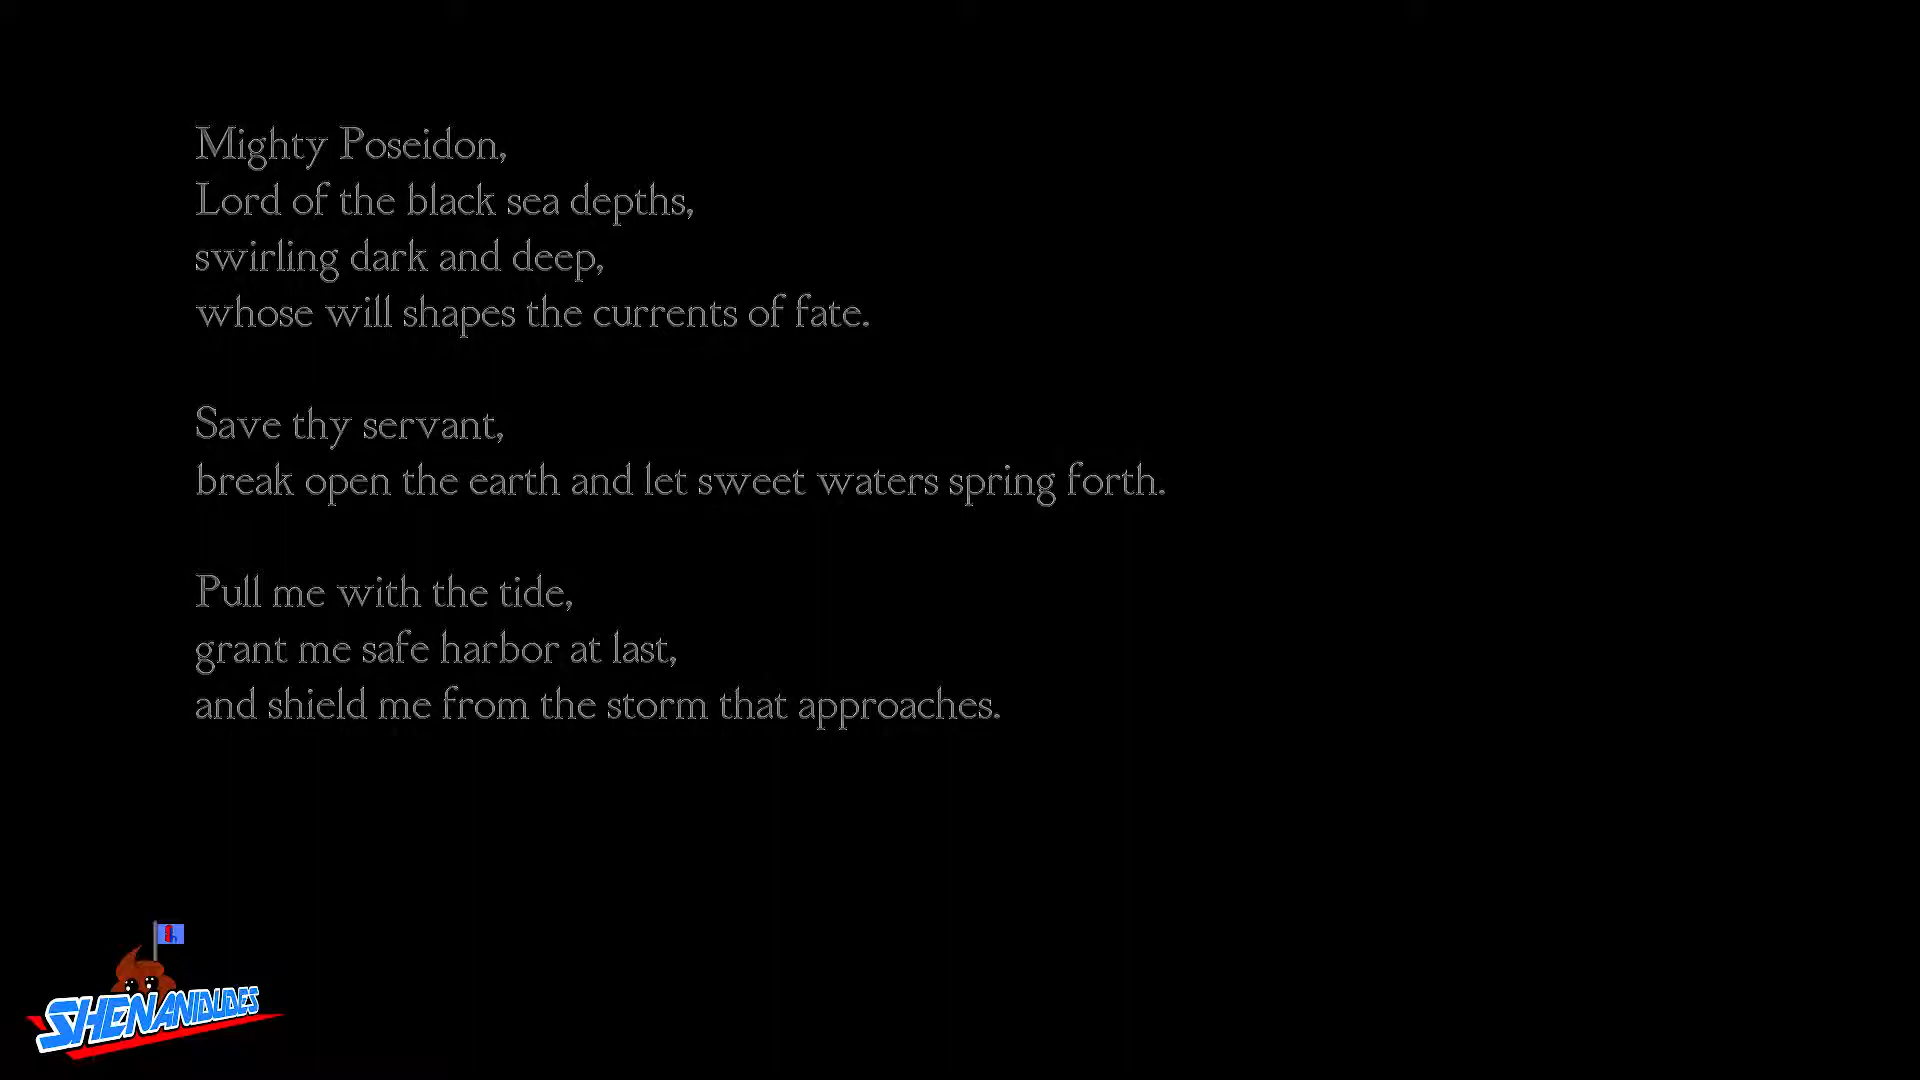 Mighty Poseidon,
Lord of the black sea depths,
swirling dark and deep,
whose will shapes the currents of fate.
Save thy servant,
break open the earth and let sweet waters spring forth.
Pull me with the tide,
grant me safe harbor at last,
and shield me from the storm that approaches.
SHENANIDUDES